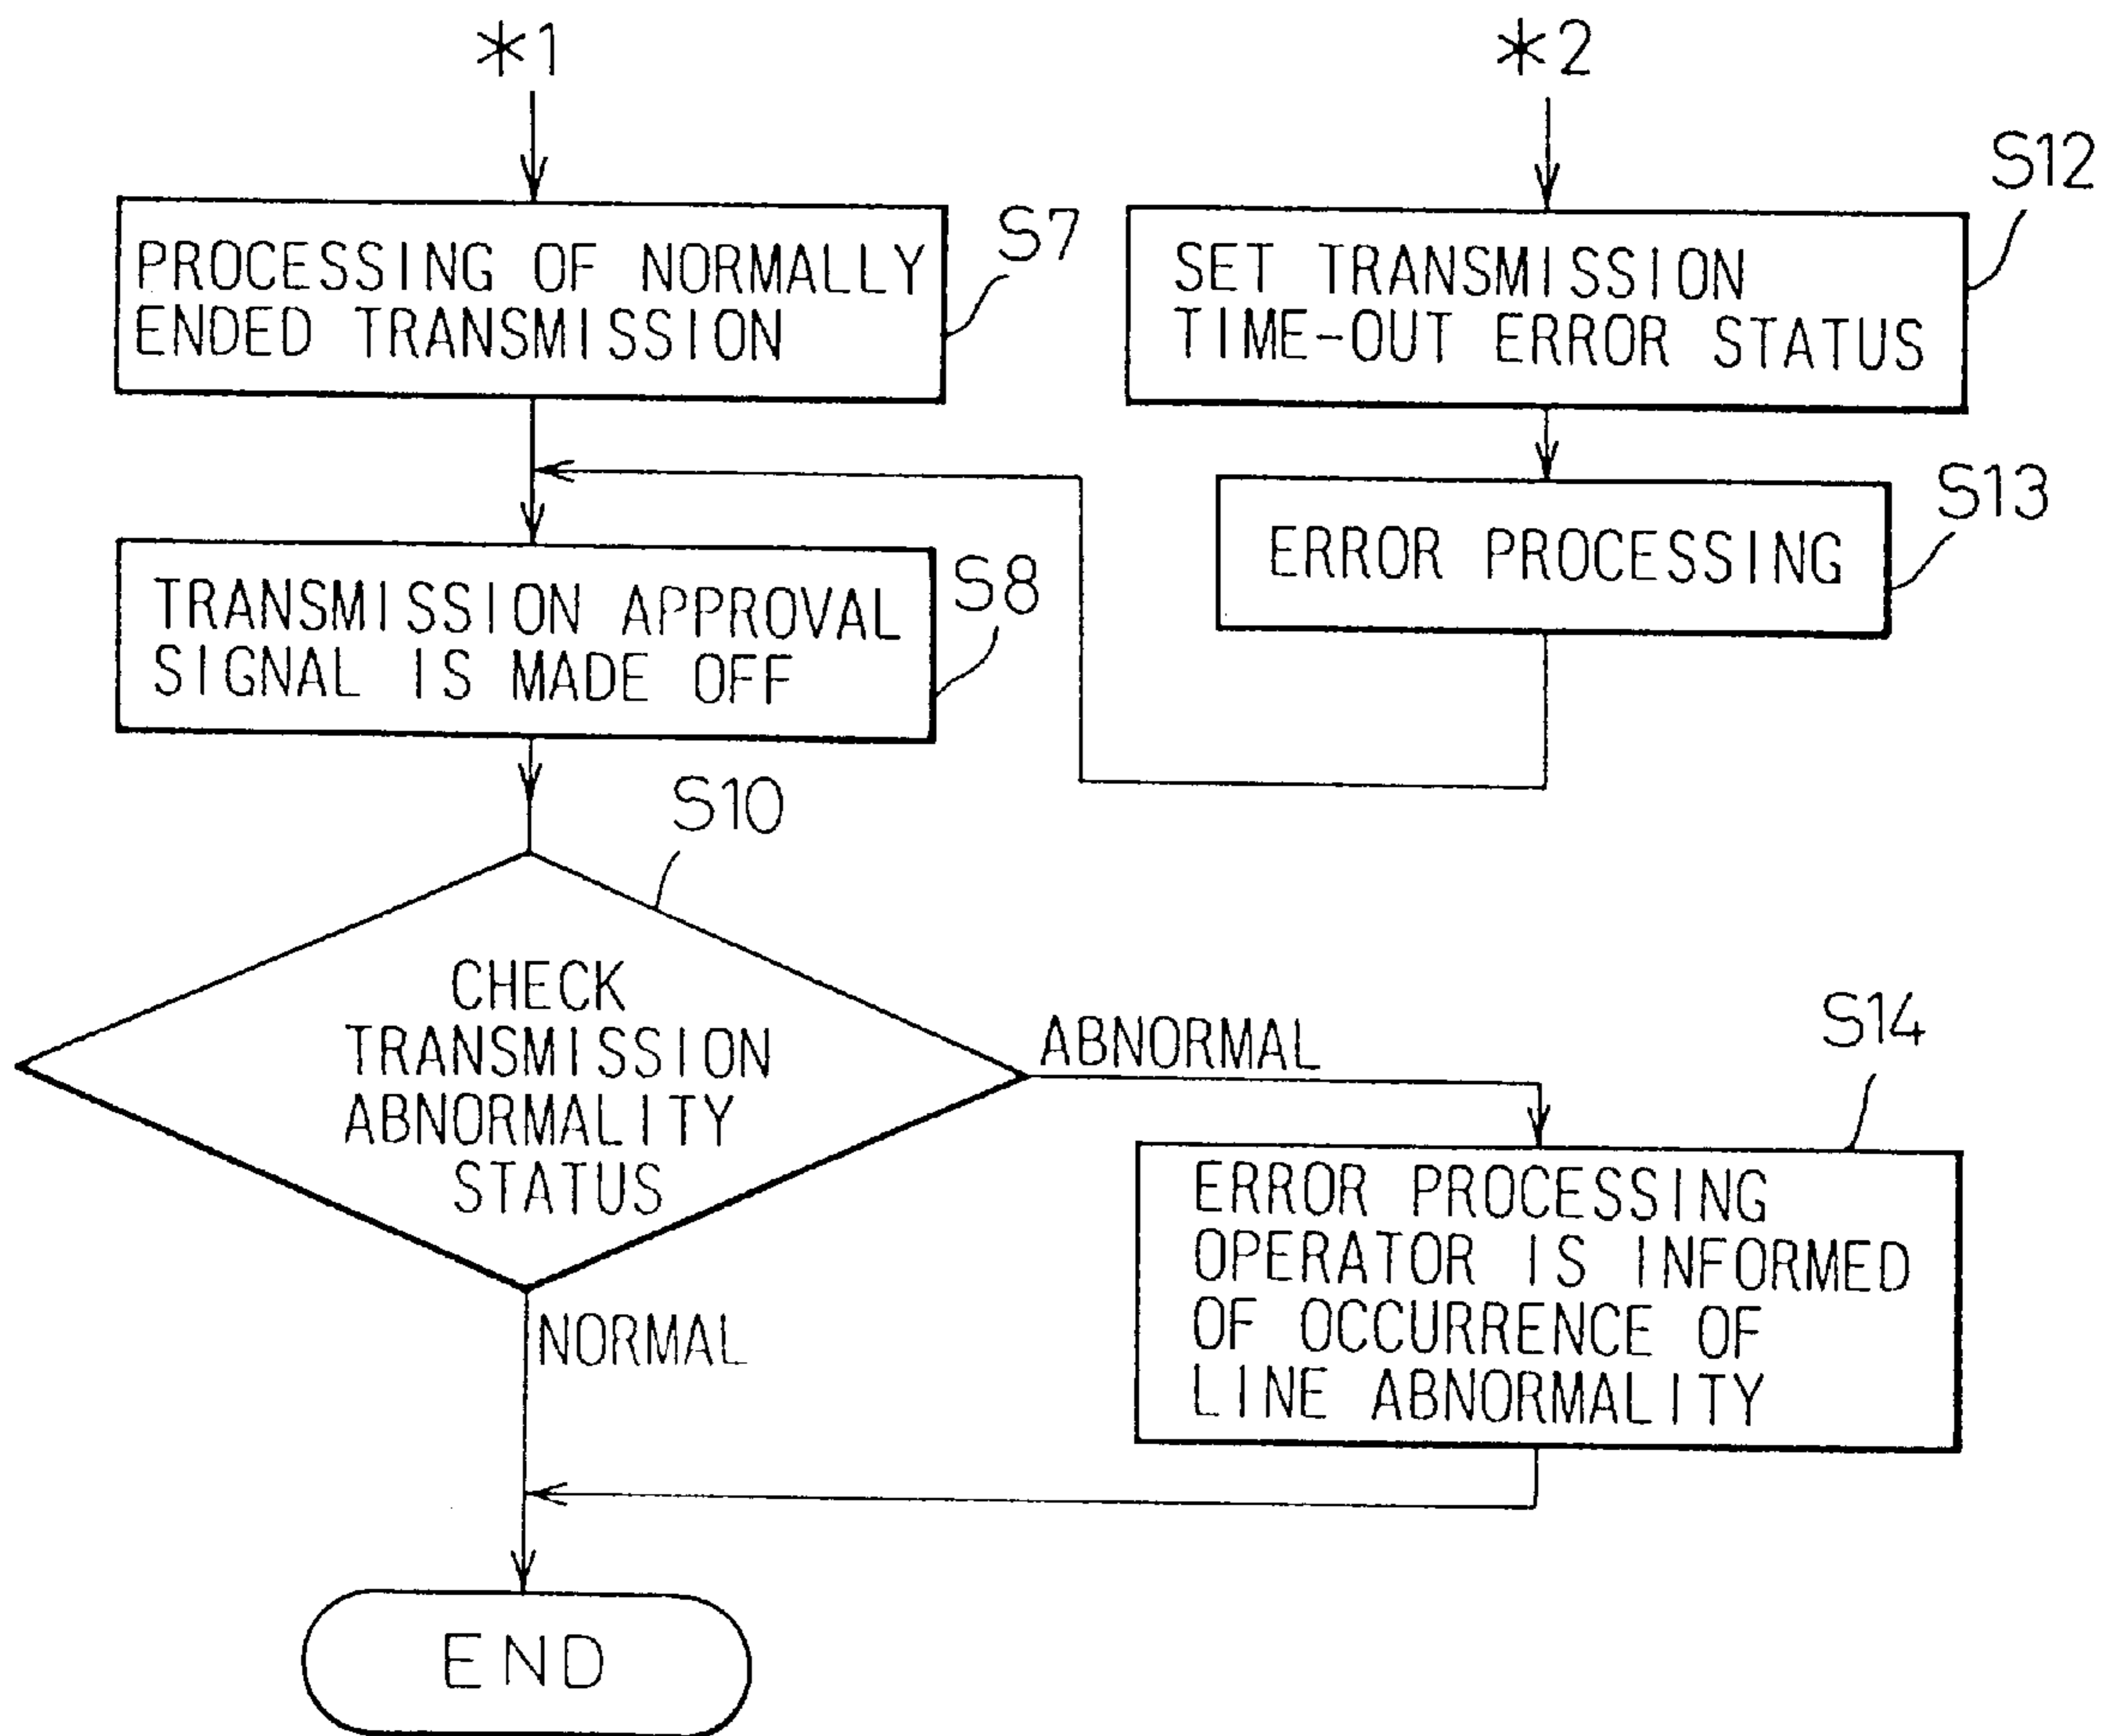 *1
*2
S7
PROCESSING OF NORMALLY
ENDED TRANSMISSION
S12
SET TRANSMISSION
TIME-OUT ERROR STATUS
S13
ERROR PROCESSING
S8
TRANSMISSION APPROVAL
SIGNAL IS MADE OFF
S10
CHECK
TRANSMISSION
ABNORMALITY
STATUS
ABNORMAL
NORMAL
S14
ERROR PROCESSING
OPERATOR IS INFORMED
OF OCCURRENCE OF
LINE ABNORMALITY
END